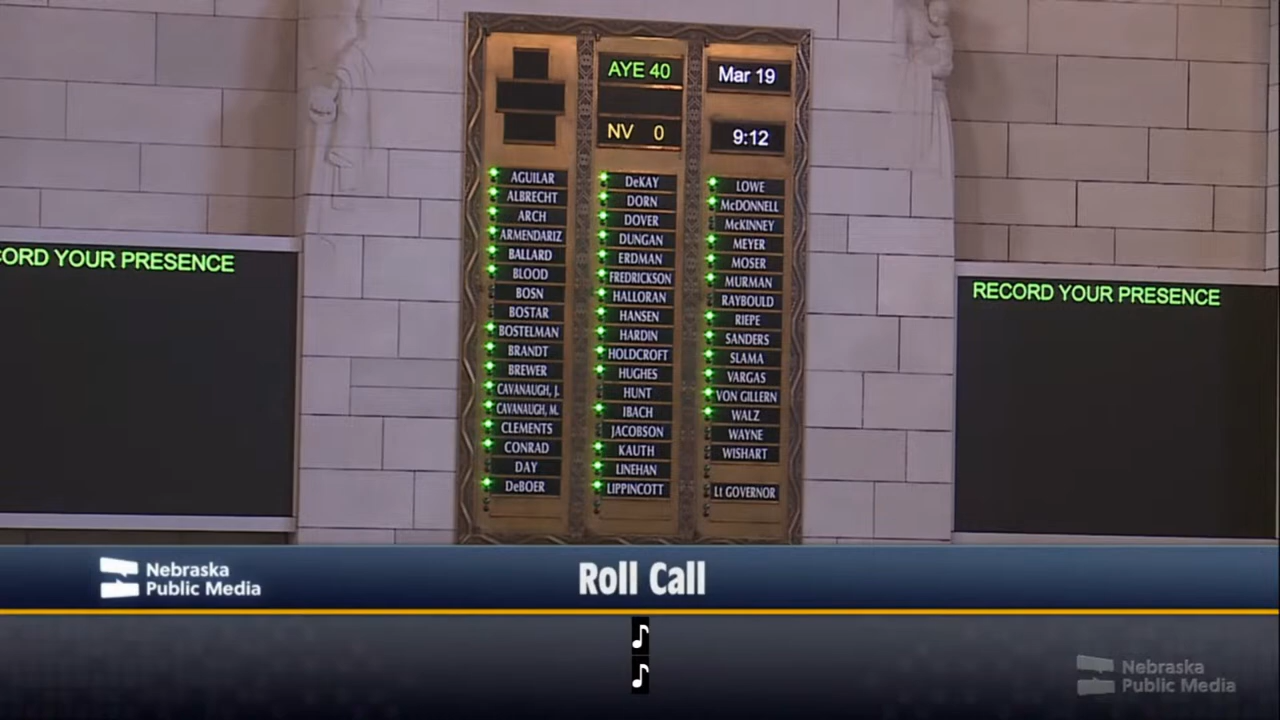 AYE 40
NV 0
Mar 19
9:12
AGUILAR
ALBRECHT
ARCH
ARMENDARIZ
BALLARD
BLOOD
BOSN
BOSTAR
BOSTELMAN
BRANDT
BREWER
CAVANAUGH, J.
CAVANAUGH, M.
CLEMENTS
CONRAD
DAY
DeBOER
DeKAY
DORN
DOVER
DUNGAN
ERDMAN
FREDRICKSON
HALLORAN
HANSEN
HARDIN
HOLDCROFT
HUGHES
HUNT
IBACH
JACOBSON
KAUTH
LINEHAN
LIPPINCOTT
LOWE
McDONNELL
McKINNEY
MEYER
MOSER
MURMAN
RAYBOULD
RIEPE
SANDERS
SLAMA
VARGAS
VON GILLERN
WALZ
WAYNE
WISHART
Lt GOVERNOR
ORD YOUR PRESENCE
RECORD YOUR PRESENCE
Nebraska
Public Media
Roll Call
♪
♪
Nebraska
Public Media